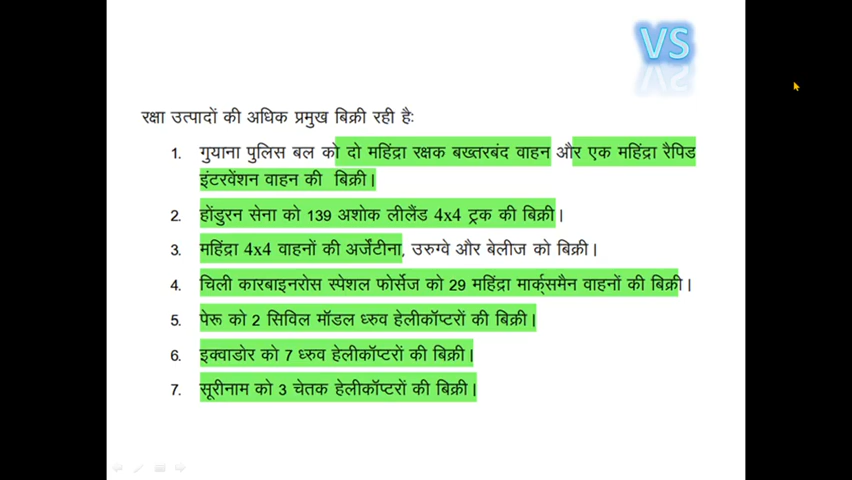 VS
रक्षा उत्पादों की अधिक प्रमुख बिक्री रही है:
1. गुयाना पुलिस बल को दो महिंद्रा रक्षक बख्तरबंद वाहन और एक महिंद्रा रैपिड
इंटरवेंशन वाहन की बिक्री।
2. होंडुरन सेना को 139 अशोक लीलैंड 4x4 ट्रक की बिक्री।
3. महिंद्रा 4x4 वाहनों की अर्जेंटीना, उरुग्वे और बेलीज को बिक्री।
4. चिली कारबाइनरोस स्पेशल फोर्सेज को 29 महिंद्रा मार्क्समैन वाहनों की बिक्री।
5. पेरू को 2 सिविल मॉडल ध्रुव हेलीकॉप्टरों की बिक्री।
6. इक्वाडोर को 7 ध्रुव हेलीकॉप्टरों की बिक्री।
7. सूरीनाम को 3 चेतक हेलीकॉप्टरों की बिक्री।